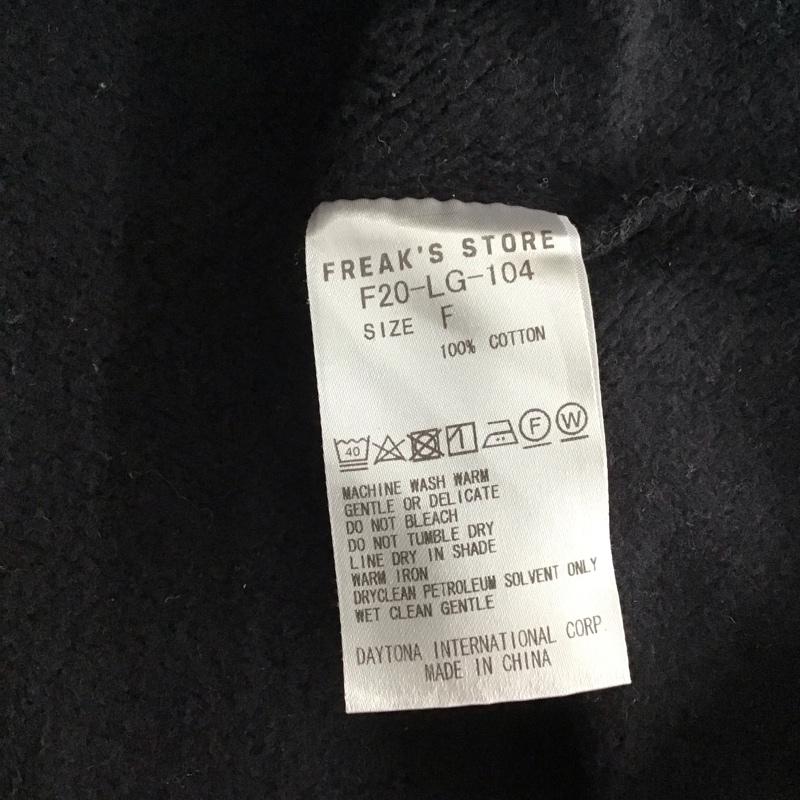 FREAK'S STORE
F20-LG-104
SIZE F
100% COTTON
40 F W
MACHINE WASH WARM
GENTLE OR DELICATE
DO NOT BLEACH
DO NOT TUMBLE DRY
LINE DRY IN SHADE
WARM IRON
DRYCLEAN PETROLEUM SOLVENT ONLY
WET CLEAN GENTLE
DAYTONA INTERNATIONAL CORP.
MADE IN CHINA